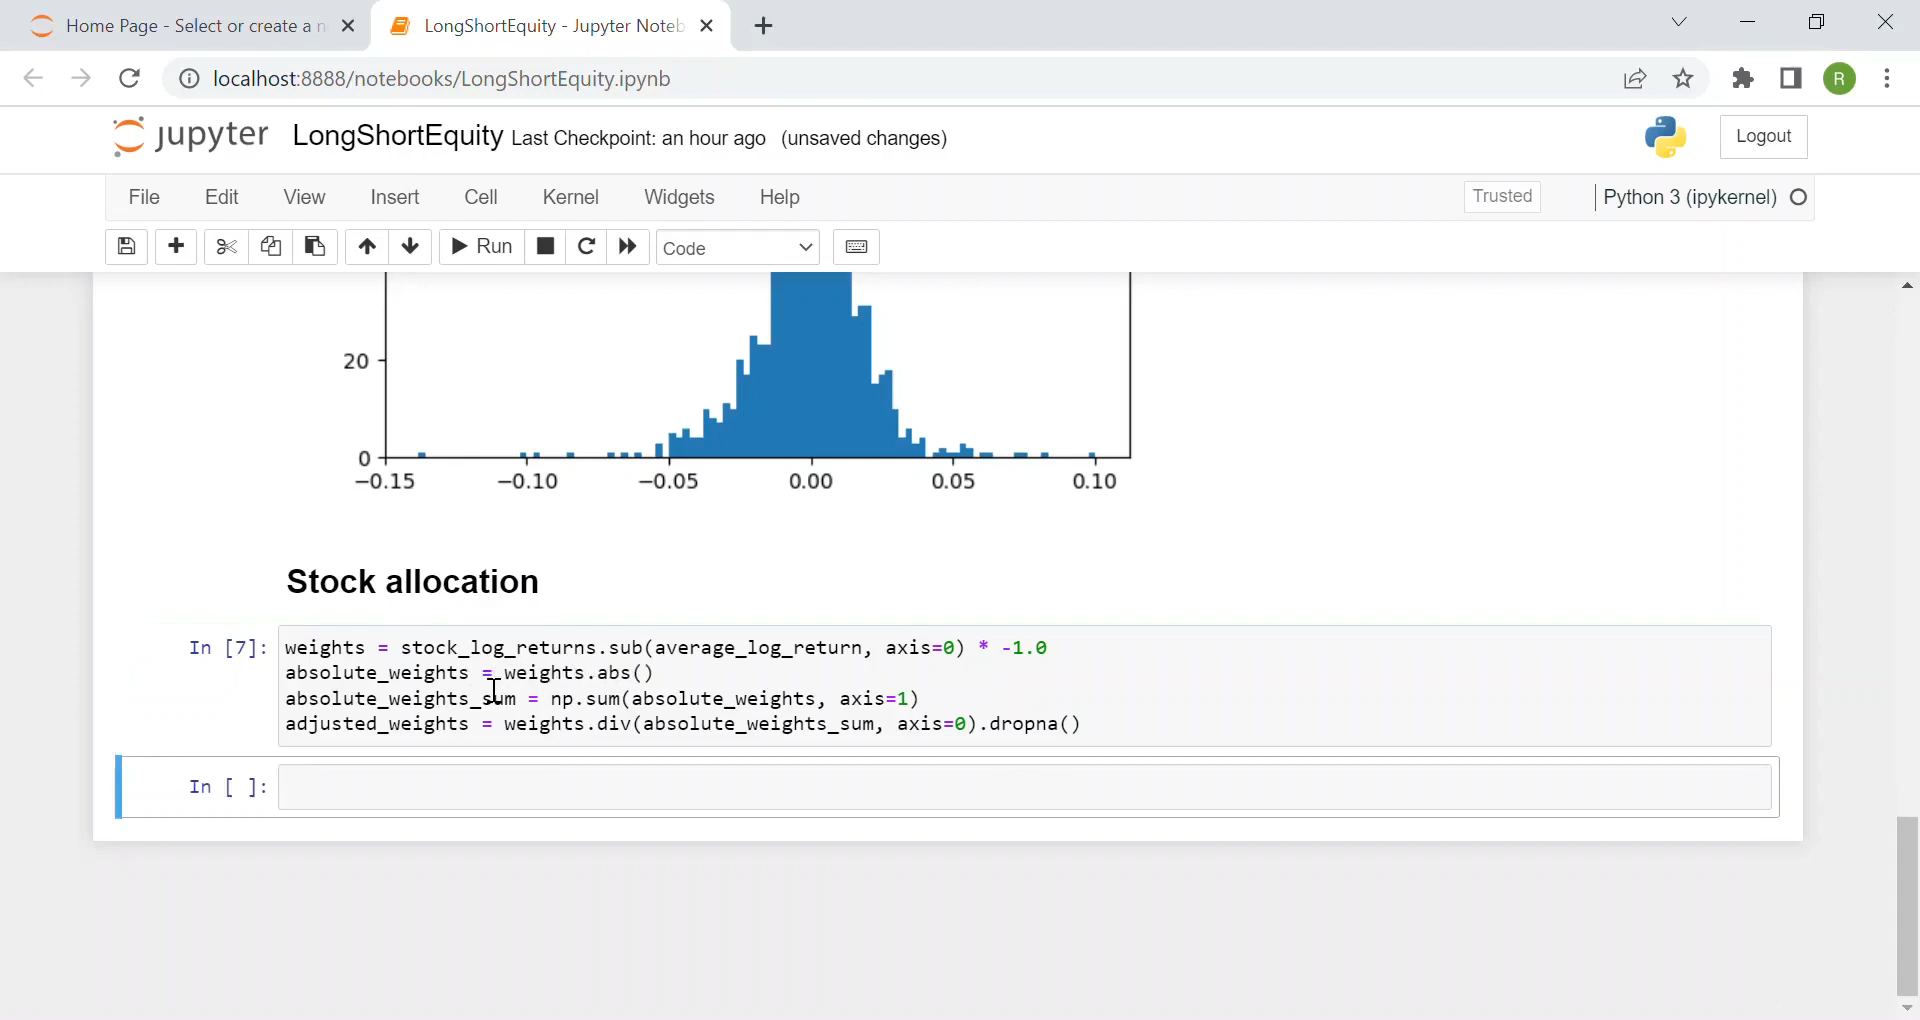 Home Page - Select or create a n
LongShortEquity - Jupyter Noteb
localhost:8888/notebooks/LongShortEquity.ipynb
R
jupyter LongShortEquity Last Checkpoint: an hour ago (unsaved changes)
Logout
File Edit View Insert Cell Kernel Widgets Help
Trusted
Python 3 (ipykernel)
Run
Code
20
0
−0.15 −0.10 −0.05 0.00 0.05 0.10
Stock allocation
In [7]:
weights = stock_log_returns.sub(average_log_return, axis=0) * -1.0
absolute_weights = weights.abs()
absolute_weights_sum = np.sum(absolute_weights, axis=1)
adjusted_weights = weights.div(absolute_weights_sum, axis=0).dropna()
In [ ]: